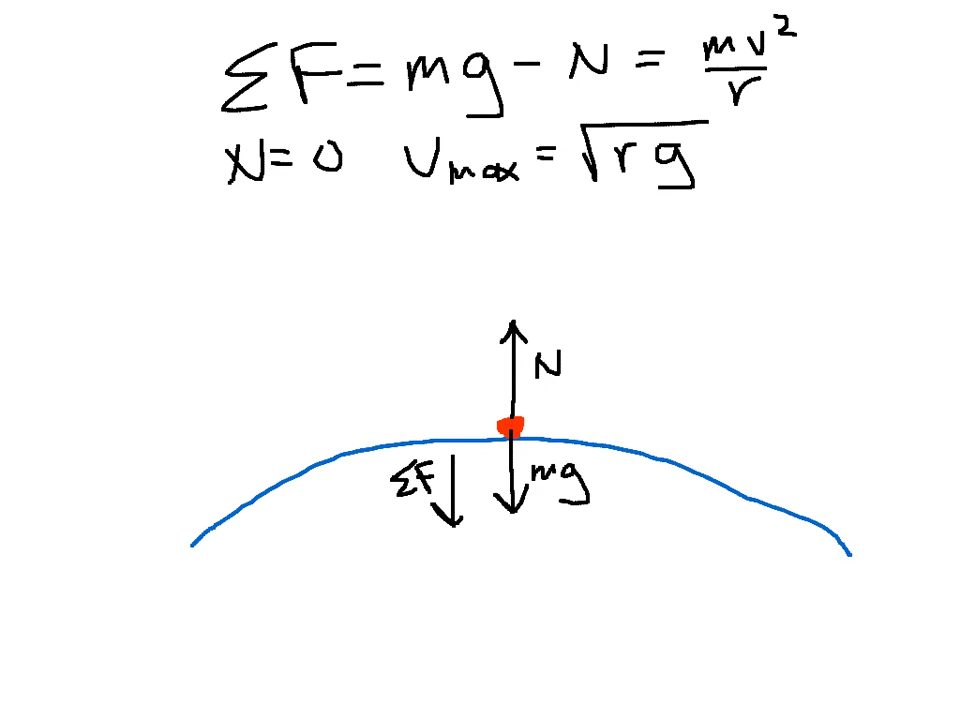 ΣF = mg - N = mv²/r
N = 0 vmax = √rg
N
ΣF mg